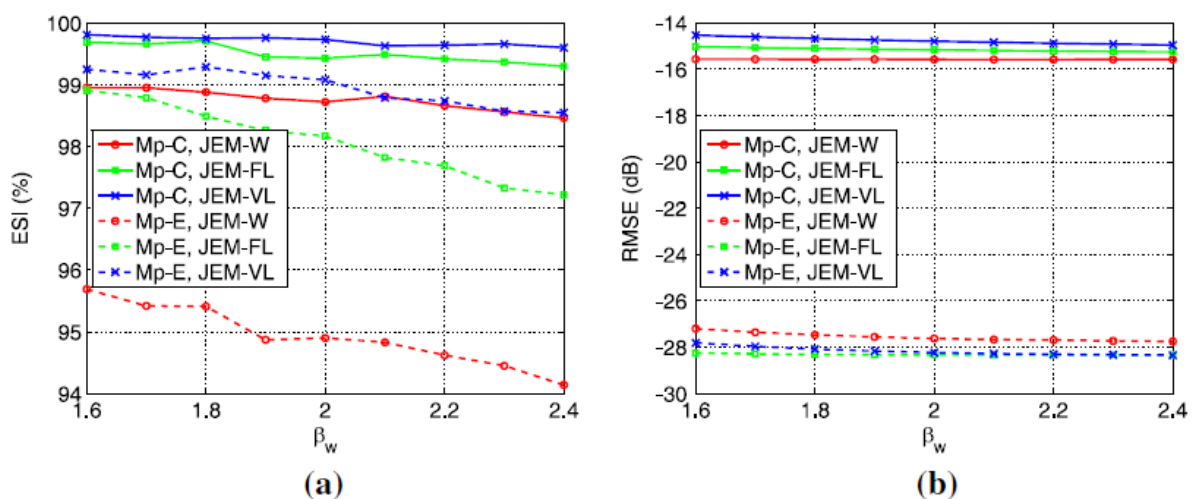 100
99
98
97
96
95
94
ESI (%)
Mp-C, JEM-W
Mp-C, JEM-FL
Mp-C, JEM-VL
Mp-E, JEM-W
Mp-E, JEM-FL
Mp-E, JEM-VL
1.6 1.8 2 2.2 2.4
βw
(a)
-14
-16
-18
-20
-22
-24
-26
-28
-30
RMSE (dB)
Mp-C, JEM-W
Mp-C, JEM-FL
Mp-C, JEM-VL
Mp-E, JEM-W
Mp-E, JEM-FL
Mp-E, JEM-VL
1.6 1.8 2 2.2 2.4
βw
(b)